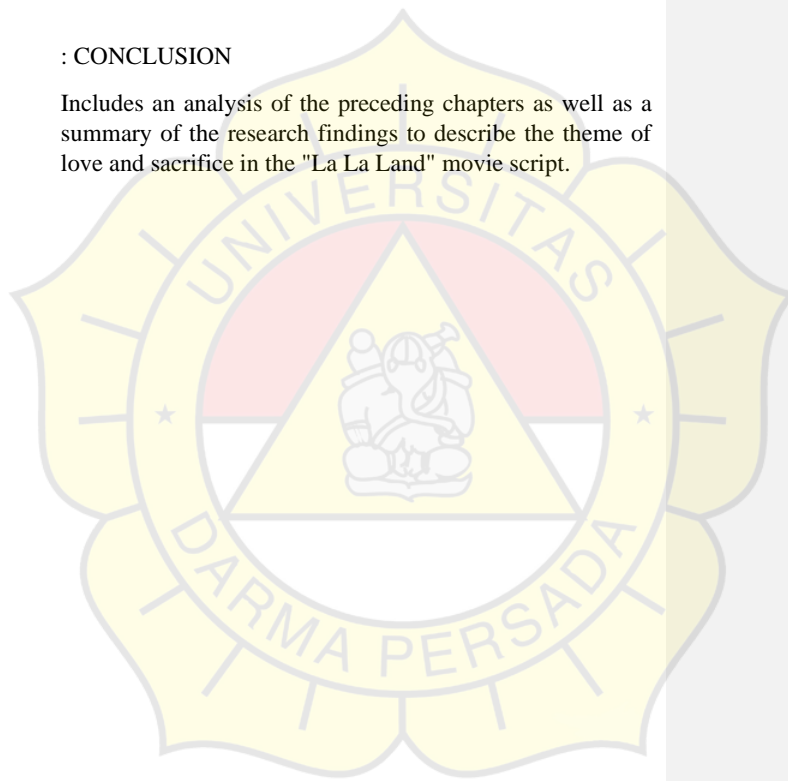 : CONCLUSION
Includes an analysis of the preceding chapters as well as a
summary of the research findings to describe the theme of
love and sacrifice in the "La La Land" movie script.
UNIVERSITAS
DARMA PERSADA